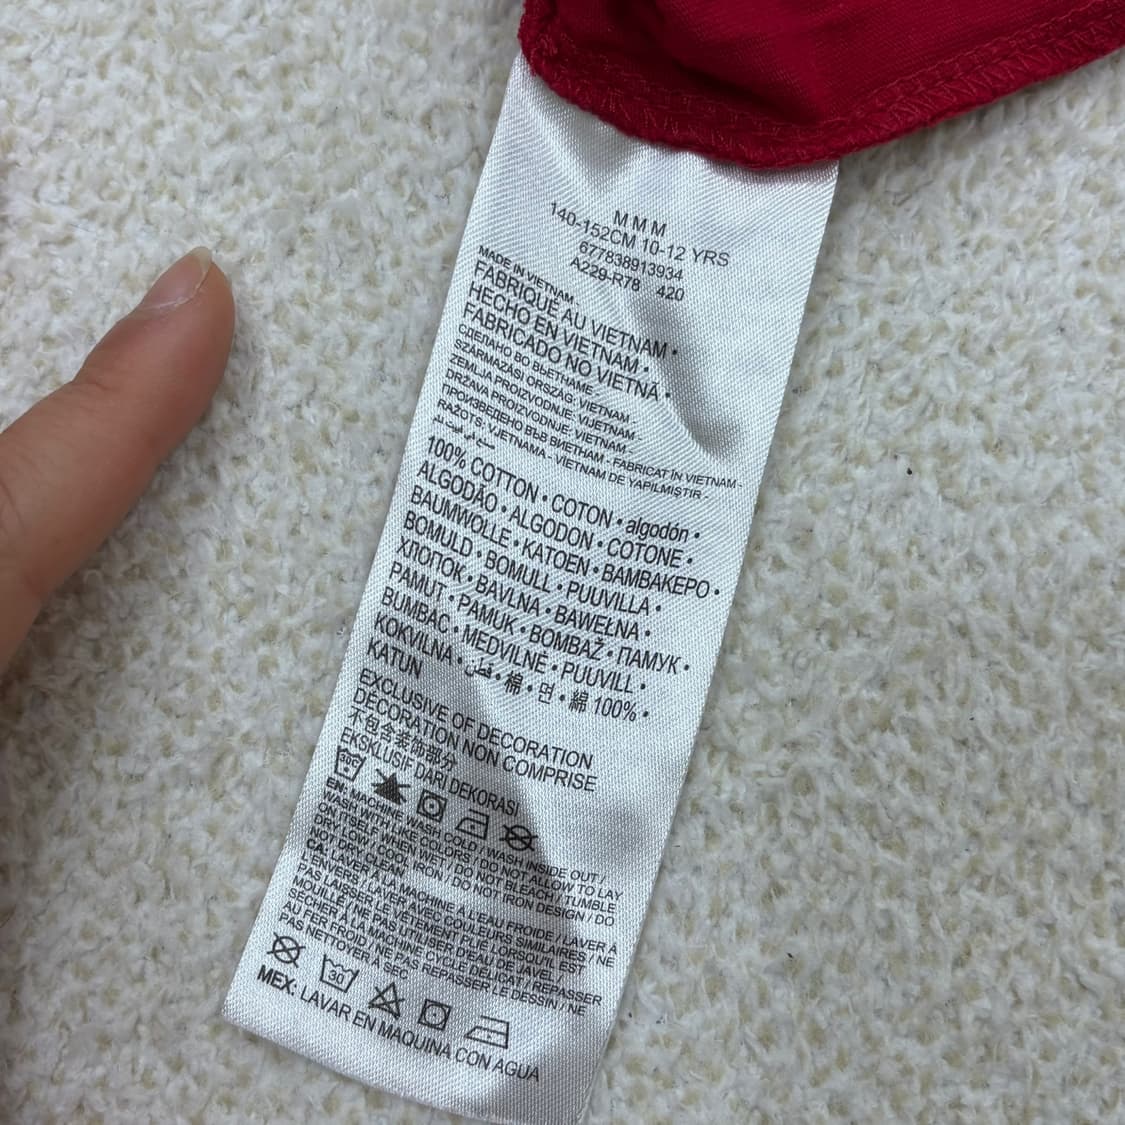 M M M
140-152CM 10-12 YRS
677838913934
A229-R78 420
MADE IN VIETNAM -
FABRIQUÉ AU VIETNAM •
HECHO EN VIETNAM •
FABRICADO NO VIETNÃ •
СДЕЛАНО ВО ВЬЕТНАМЕ -
SZÁRMAZÁSI ORSZÁG: VIETNAM
ZEMLJA PROIZVODNJE: VIJETNAM -
DRŽAVA PROIZVODNJE: VIETNAM -
ПРОИЗВЕДЕНО ВЪВ ВИЕТНАМ - FABRICAT ÎN VIETNAM -
RAŽOTS: VJETNAMA - VIETNAM DE YAPILMIŞTIR -
100% COTTON • COTON • algodón •
ALGODÃO • ALGODON • COTONE •
BAUMWOLLE • KATOEN • ΒΑΜΒΑΚΕΡΟ •
BOMULD • BOMULL • PUUVILLA •
ХЛОПОК • BAVLNA • BAWEŁNA •
PAMUT • PAMUK • BOMBAŽ • ПАМУК •
BUMBAC • MEDVILNĖ • PUUVILL •
KOKVILNA • قطن • 棉 • 면 • 綿 100% •
KATUN
EXCLUSIVE OF DECORATION
DÉCORATION NON COMPRISE
不包含装饰部分
EKSKLUSIF DARI DEKORASI
30C
EN: MACHINE WASH COLD / WASH INSIDE OUT /
WASH WITH LIKE COLORS / DO NOT ALLOW TO LAY
ON ITSELF WHEN WET / DO NOT BLEACH / TUMBLE
DRY LOW / COOL IRON / DO NOT IRON DESIGN / DO
NOT DRY CLEAN
CA: / LAVER À LA MACHINE À L'EAU FROIDE / LAVER À
L'ENVERS / LAVER AVEC COULEURS SIMILAIRES / NE
PAS LAISSER LE VÊTEMENT PLIÉ LORSQU'IL EST
MOUILLÉ / NE PAS UTILISER D'EAU DE JAVEL /
SÉCHER À LA MACHINE CYCLE DÉLICAT / REPASSER
AU FER FROID / NE PAS REPASSER LE DESSIN / NE
PAS NETTOYER À SEC
30
MEX: LAVAR EN MAQUINA CON AGUA